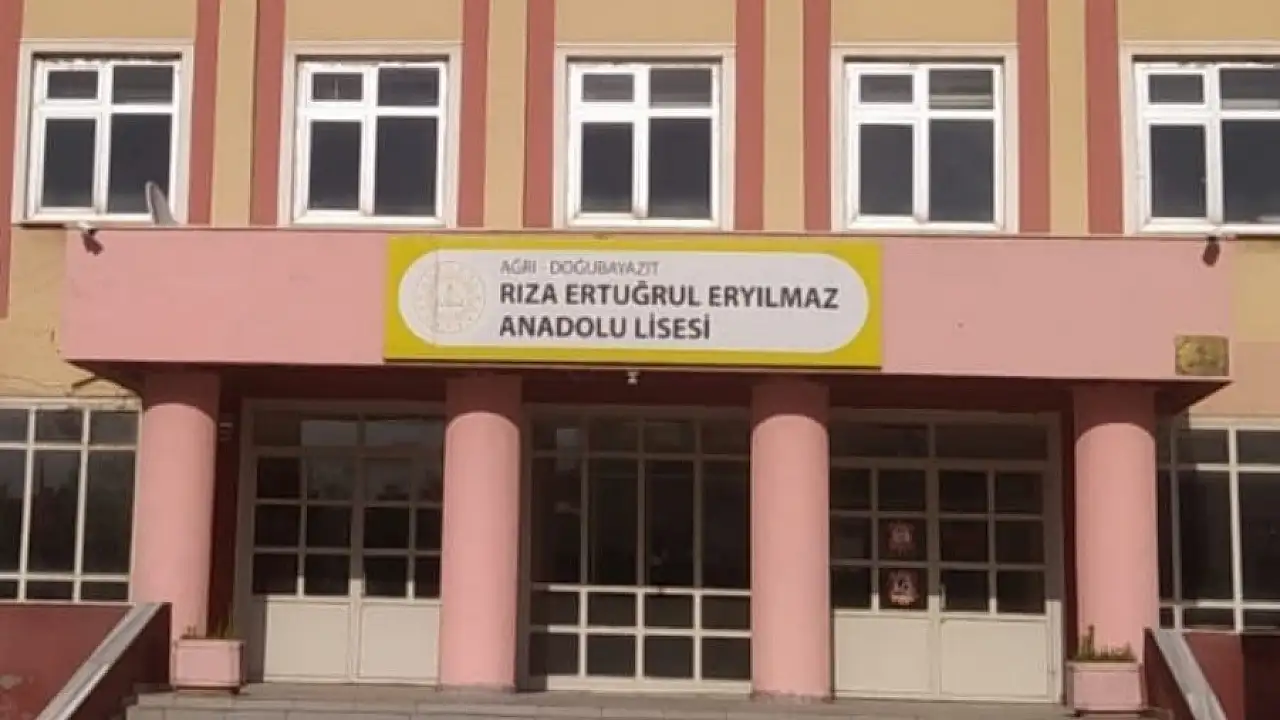 AĞRI - DOĞUBAYAZIT
RIZA ERTUĞRUL ERYILMAZ
ANADOLU LİSESİ